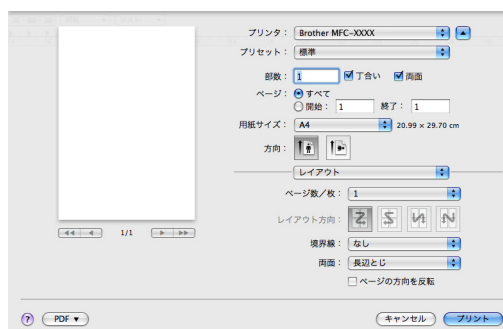 プリンタ： Brother MFC-XXXX
プリセット： 標準
部数： 1 丁合い 両面
ページ： すべて
開始： 1 終了： 1
用紙サイズ： A4 20.99 × 29.70 cm
方向：
レイアウト
ページ数／枚： 1
レイアウト方向：
境界線： なし
両面： 長辺とじ
ページの方向を反転
1/1
? PDF ▼ キャンセル プリント